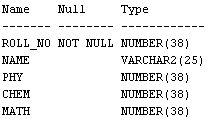 Name    Null     Type
------- -------- ------------
ROLL_NO NOT NULL NUMBER(38)
NAME             VARCHAR2(25)
PHY              NUMBER(38)
CHEM             NUMBER(38)
MATH             NUMBER(38)